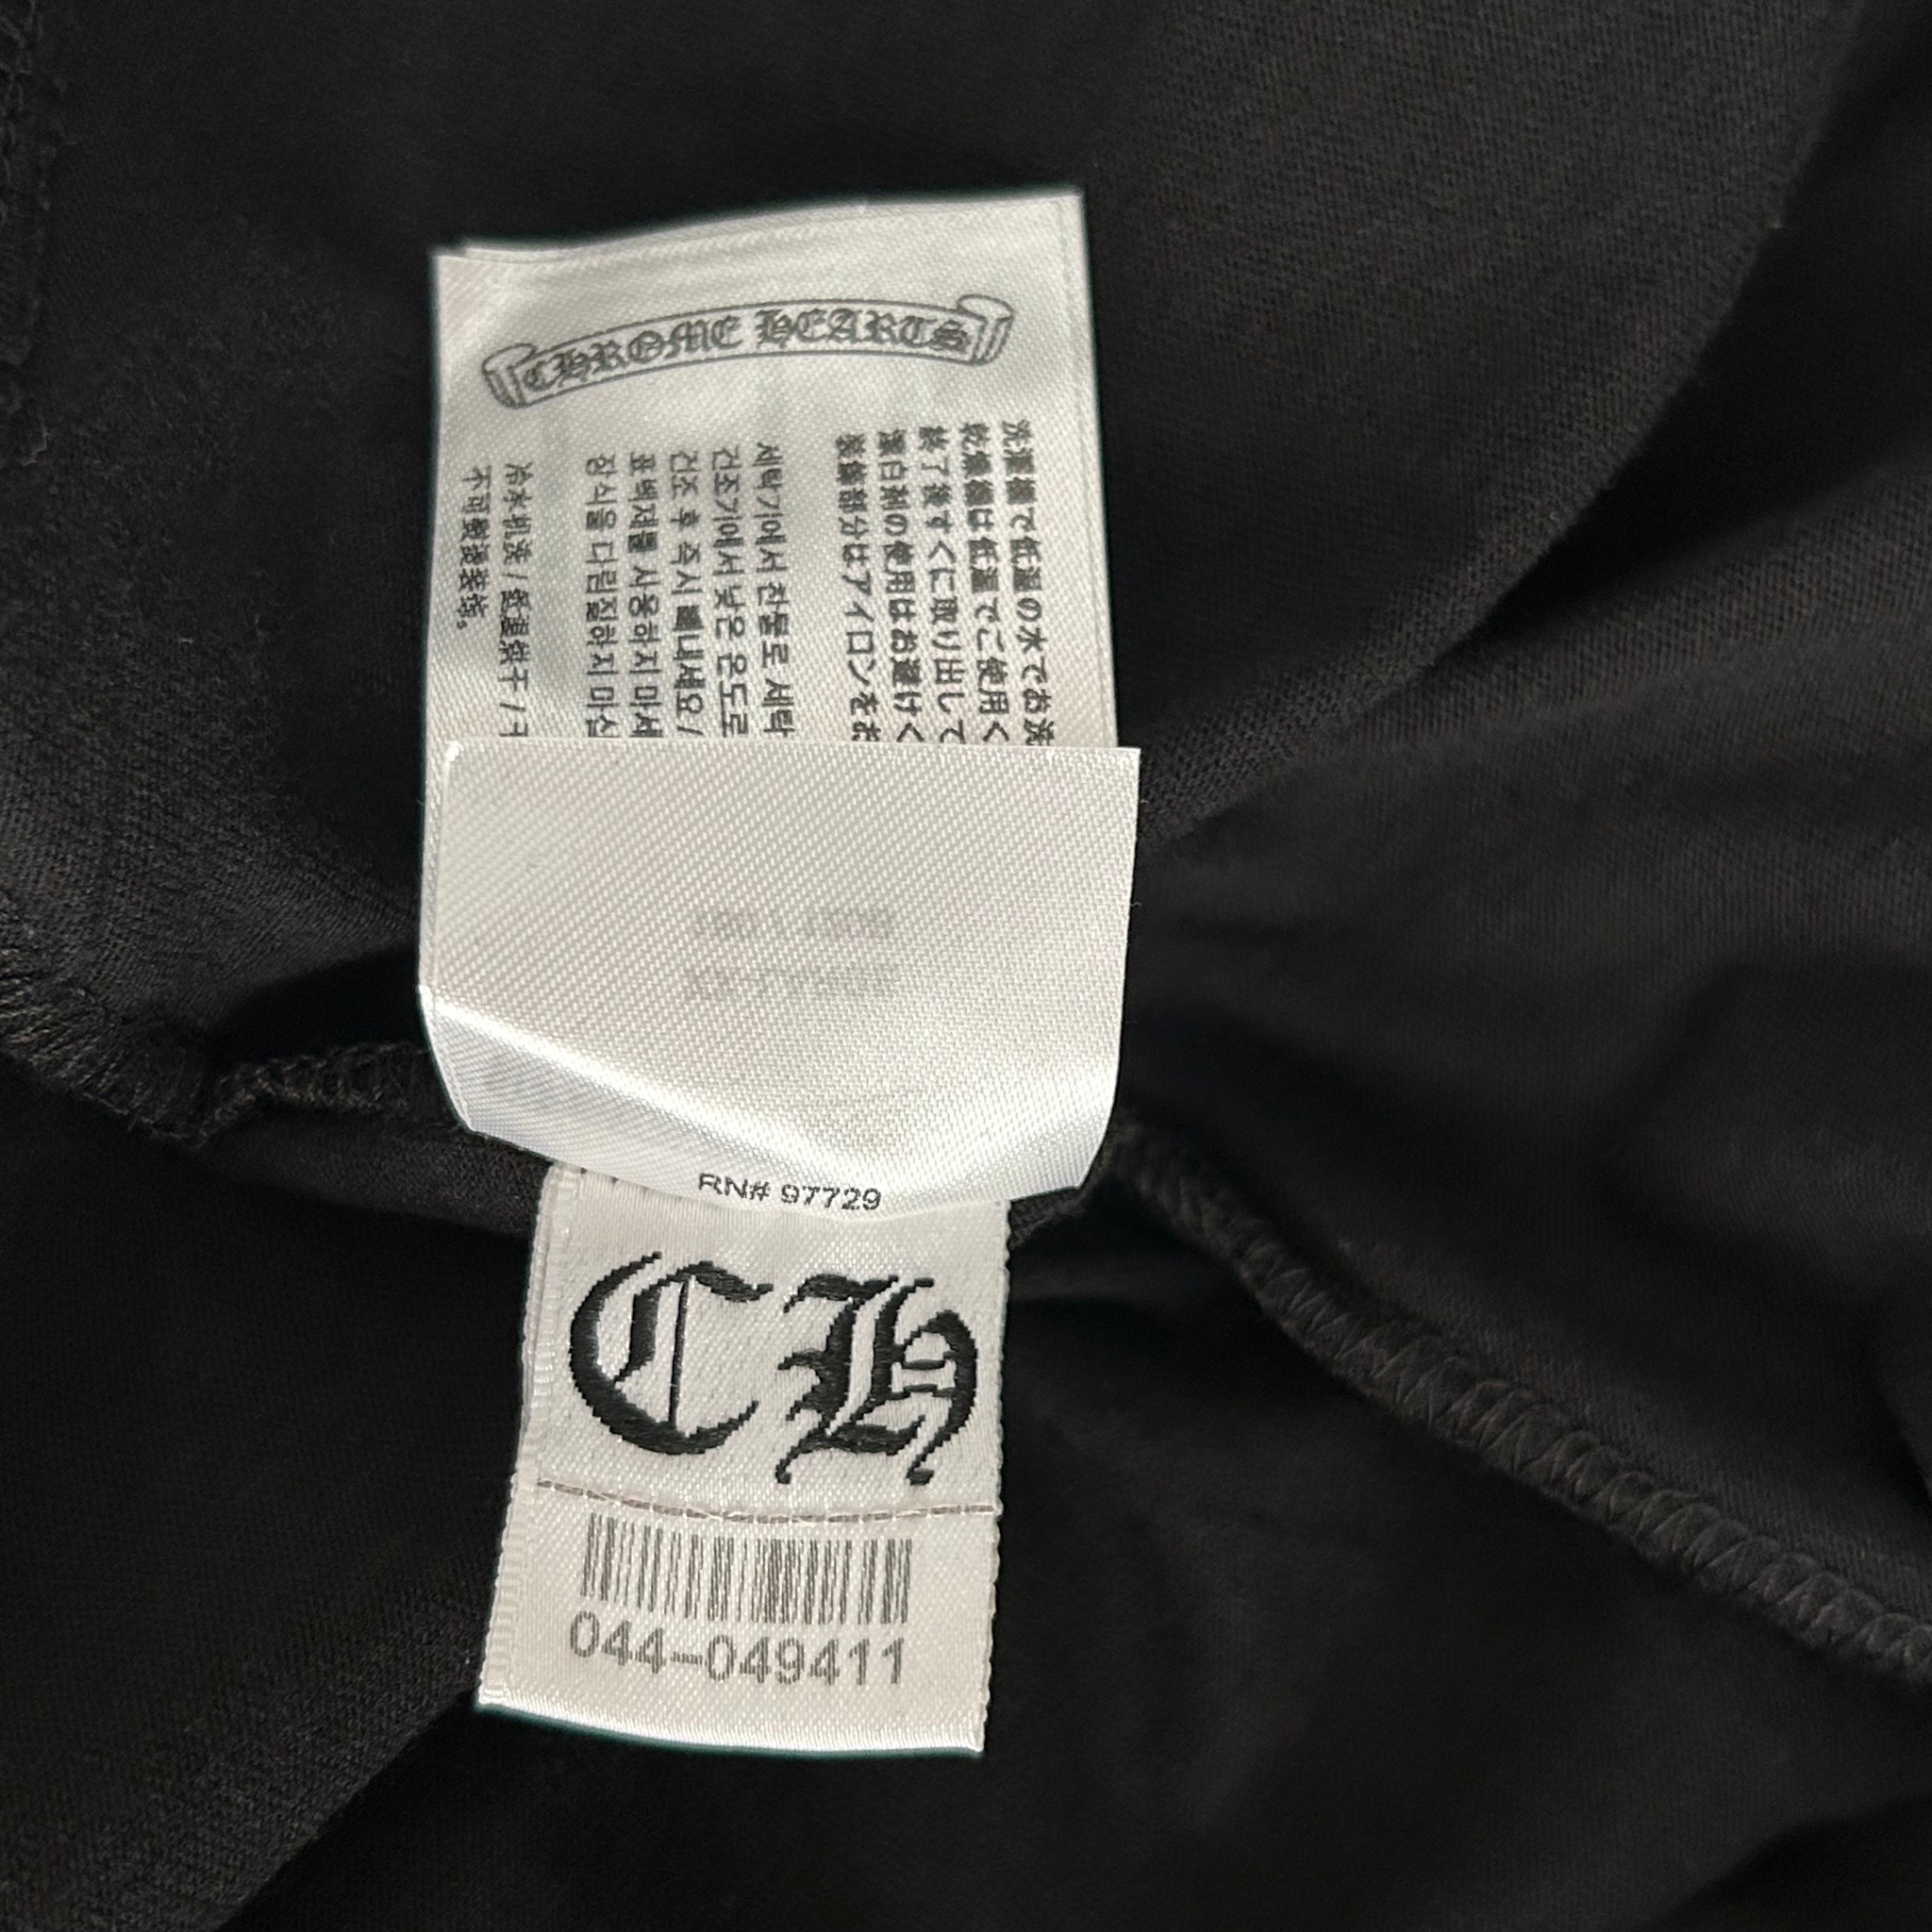 CHROME HEARTS
洗濯機で低温の水でお洗
乾燥機は低温でご使用く
終了後すぐに取り出して
漂白剤の使用はお避けく
装飾部分はアイロンをお
세탁기에서 찬물로 세탁
건조기에서 낮은 온도로
건조 후 즉시 빼내세요/
표백제를 사용하지 마세
장식을 다림질하지 마십
冷水机洗 / 低温烘干 / 干
不可熨烫装饰。
RN# 97729
CH
044-049411